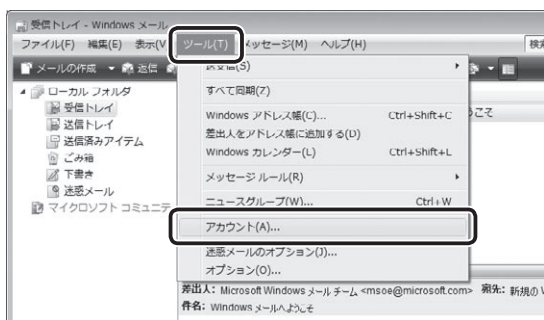 受信トレイ - Windows メール
ファイル(F) 編集(E) 表示(V ツール(T) メッセージ(M) ヘルプ(H)
検索
メールの作成 返信
送受信(S)
すべて同期(Z)
Windows アドレス帳(C)... Ctrl+Shift+C
差出人をアドレス帳に追加する(D)
Windows カレンダー(L) Ctrl+Shift+L
メッセージ ルール(R)
ニュースグループ(W)... Ctrl+W
アカウント(A)...
迷惑メールのオプション(J)...
オプション(O)...
ローカル フォルダ
受信トレイ
送信トレイ
送信済みアイテム
ごみ箱
下書き
迷惑メール
マイクロソフト コミュニテ
こそ
差出人: Microsoft Windows メール チーム <msoe@microsoft.com> 宛先: 新規の W
件名: Windows メールへようこそ